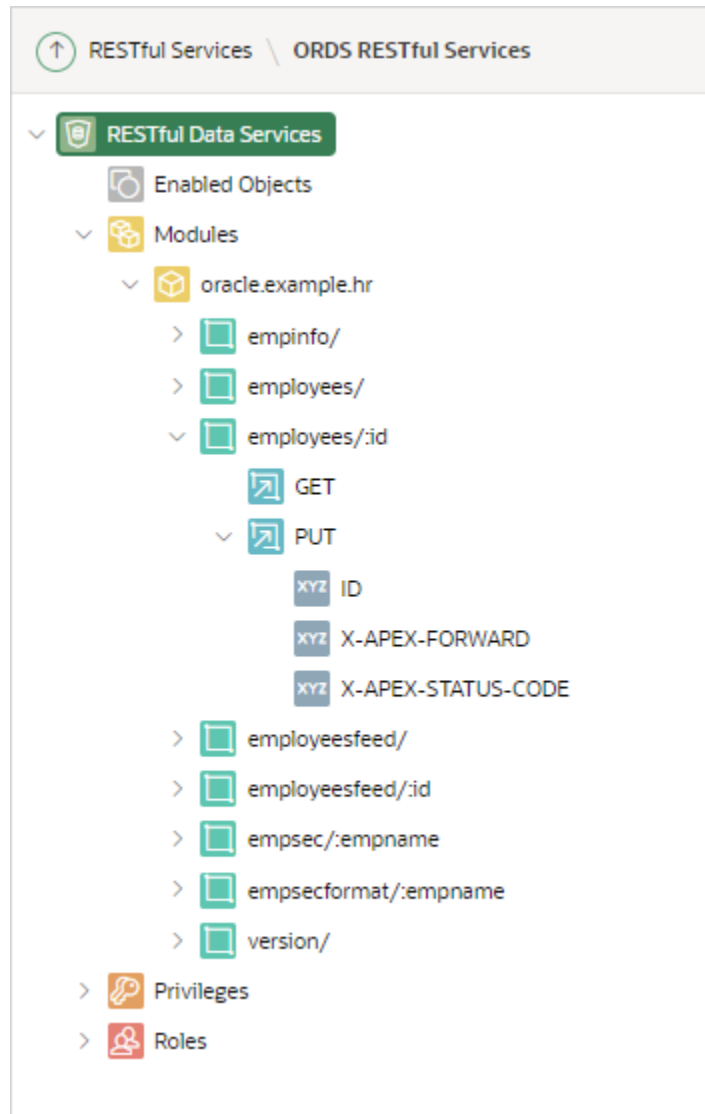 RESTful Services \ ORDS RESTful Services
RESTful Data Services
Enabled Objects
Modules
oracle.example.hr
empinfo/
employees/
employees/:id
GET
PUT
XYZ ID
XYZ X-APEX-FORWARD
XYZ X-APEX-STATUS-CODE
employeesfeed/
employeesfeed/:id
empsec/:empname
empsecformat/:empname
version/
Privileges
Roles